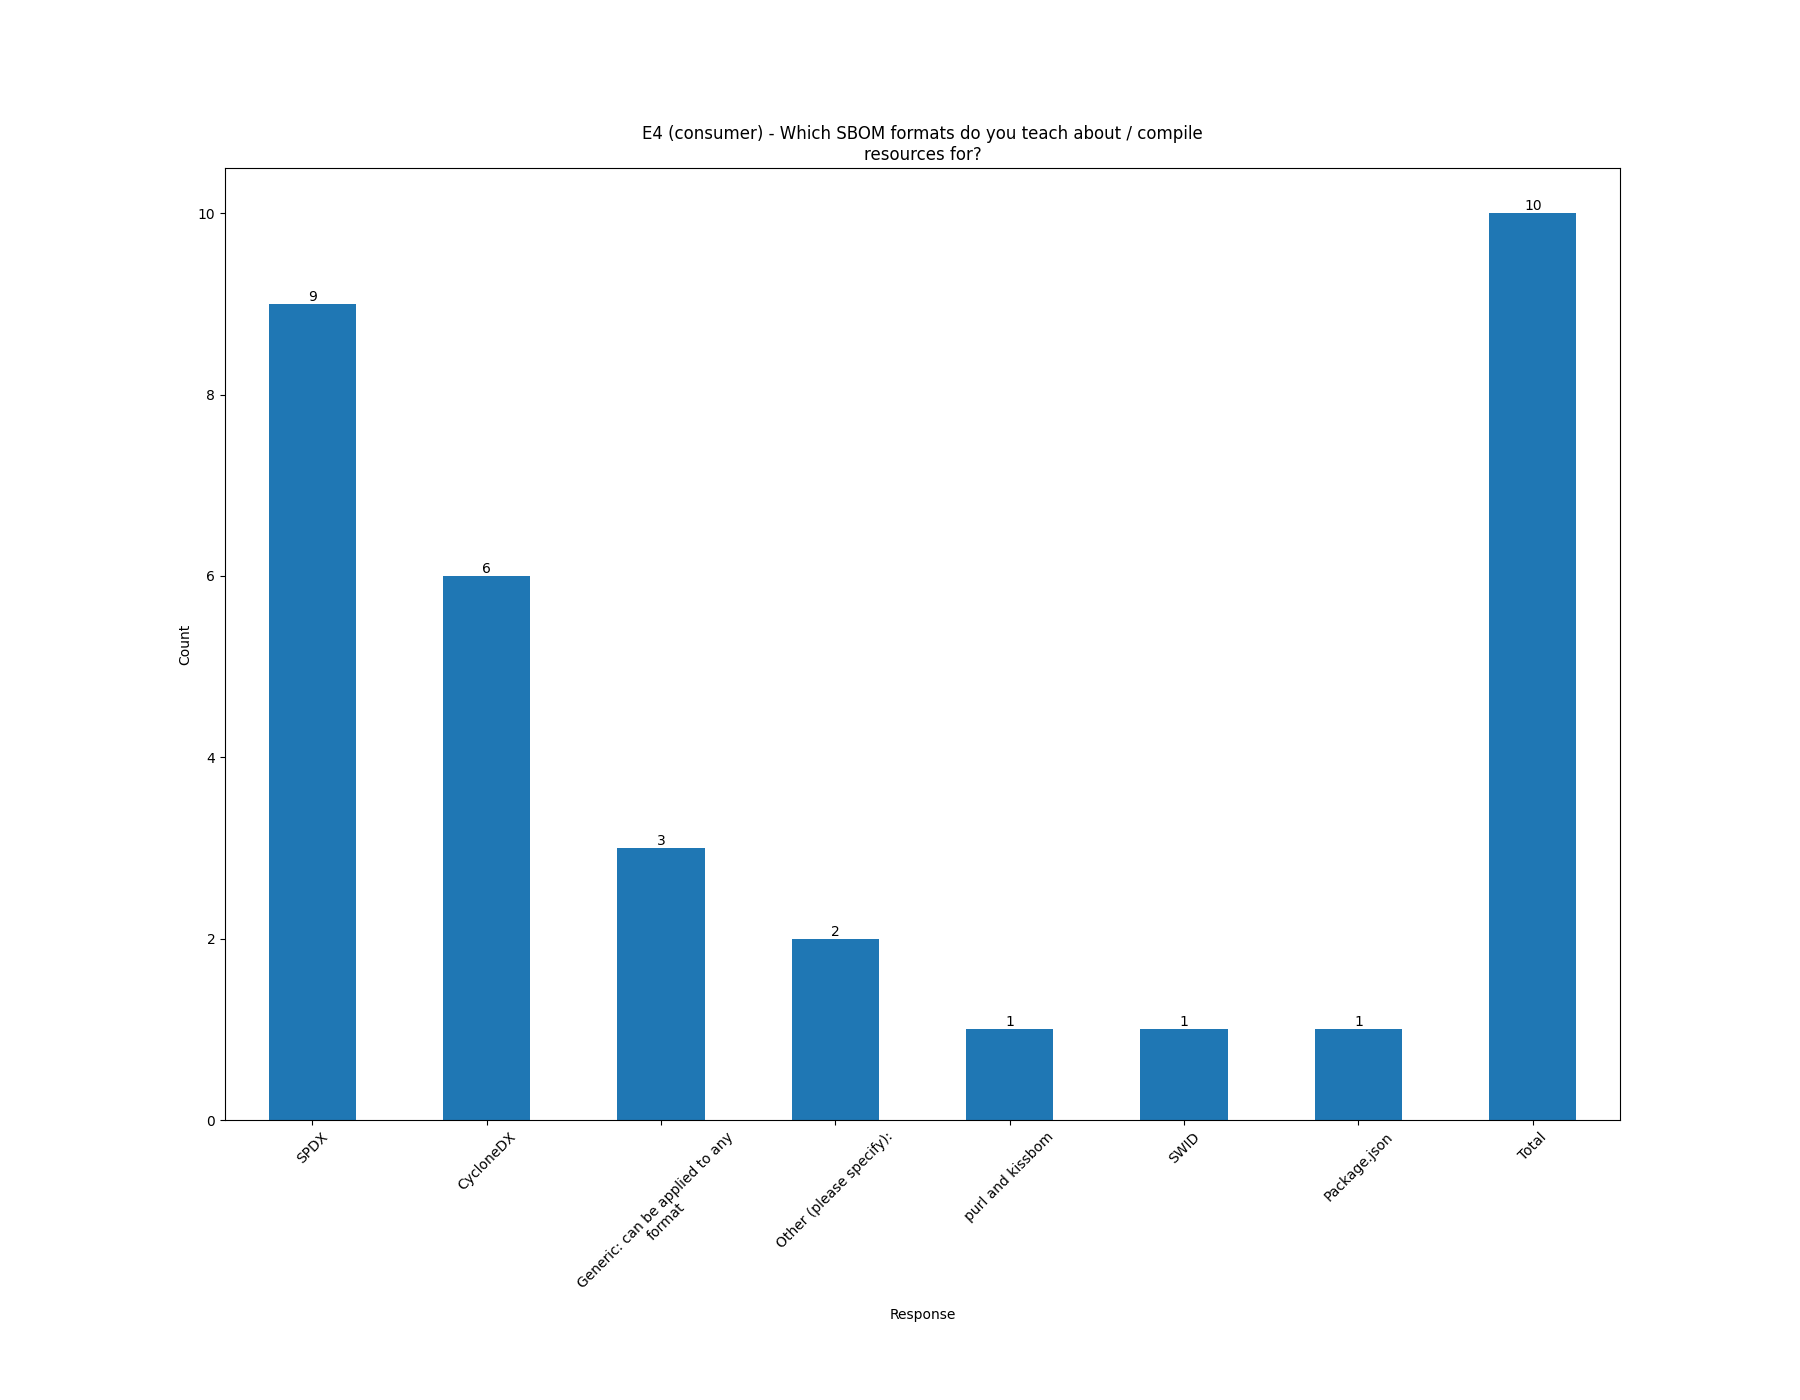 E4 (consumer) - Which SBOM formats do you teach about / compile
resources for?
10
8
6
4
2
0
Count
9
6
3
2
1
1
1
10
SPDX
CycloneDX
Generic: can be applied to any
format
Other (please specify):
purl and kissbom
SWID
Package.json
Total
Response